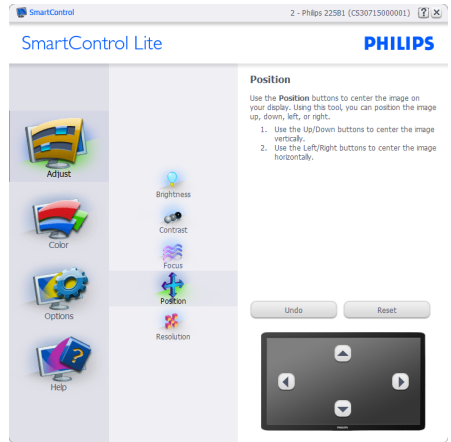 SmartControl
2 - Philips 225B1 (CS30715000001)
SmartControl Lite
PHILIPS
Adjust
Color
Options
Help
Brightness
Contrast
Focus
Position
Resolution
Position
Use the Position buttons to center the image on
your display. Using this tool, you can position the image
up, down, left, or right.
1. Use the Up/Down buttons to center the image
vertically.
2. Use the Left/Right buttons to center the image
horizontally.
Undo
Reset
PHILIPS